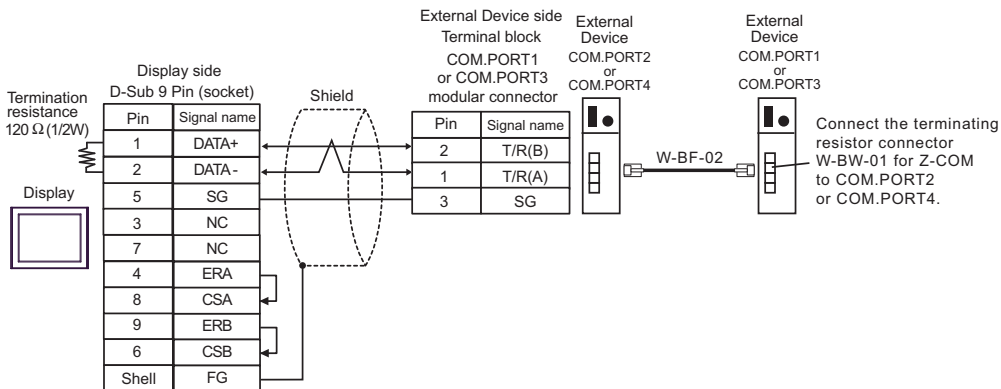 Termination
resistance
120 Ω (1/2W)
Display
Display side
D-Sub 9 Pin (socket)
Pin Signal name
1 DATA+
2 DATA-
5 SG
3 NC
7 NC
4 ERA
8 CSA
9 ERB
6 CSB
Shell FG
Shield
External Device side
Terminal block
COM.PORT1
or COM.PORT3
modular connector
Pin Signal name
2 T/R(B)
1 T/R(A)
3 SG
External
Device
COM.PORT2
or
COM.PORT4
W-BF-02
External
Device
COM.PORT1
or
COM.PORT3
Connect the terminating
resistor connector
W-BW-01 for Z-COM
to COM.PORT2
or COM.PORT4.